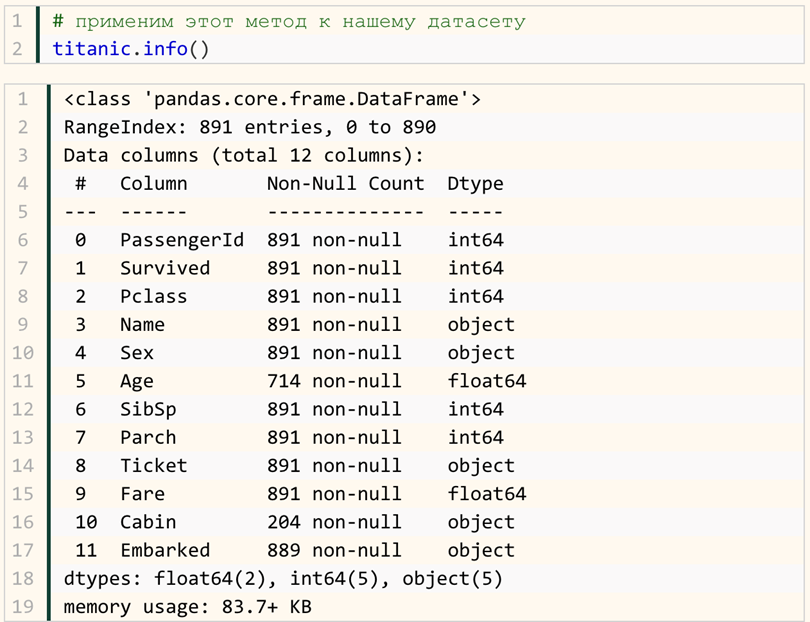 1 # применим этот метод к нашему датасету
2 titanic.info()
1 <class 'pandas.core.frame.DataFrame'>
2 RangeIndex: 891 entries, 0 to 890
3 Data columns (total 12 columns):
4  #   Column       Non-Null Count  Dtype
5 ---  ------       --------------  -----
6  0   PassengerId  891 non-null    int64
7  1   Survived     891 non-null    int64
8  2   Pclass       891 non-null    int64
9  3   Name         891 non-null    object
10  4   Sex          891 non-null    object
11  5   Age          714 non-null    float64
12  6   SibSp        891 non-null    int64
13  7   Parch        891 non-null    int64
14  8   Ticket       891 non-null    object
15  9   Fare         891 non-null    float64
16  10  Cabin        204 non-null    object
17  11  Embarked     889 non-null    object
18 dtypes: float64(2), int64(5), object(5)
19 memory usage: 83.7+ KB